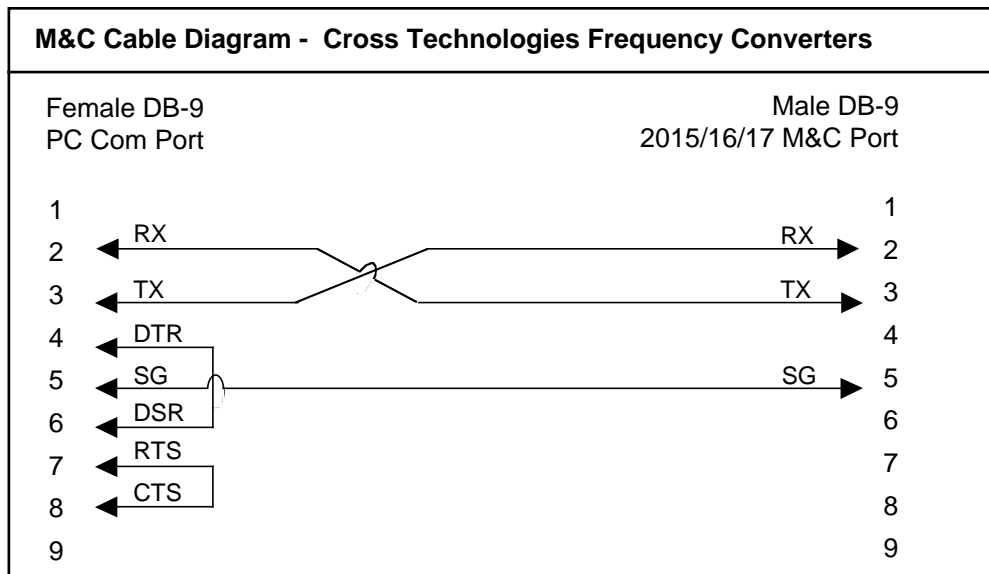 M&C Cable Diagram -  Cross Technologies Frequency Converters
Female DB-9
PC Com Port
Male DB-9
2015/16/17 M&C Port
1 1
2 RX RX 2
3 TX TX 3
4 DTR 4
5 SG SG 5
6 DSR 6
7 RTS 7
8 CTS 8
9 9